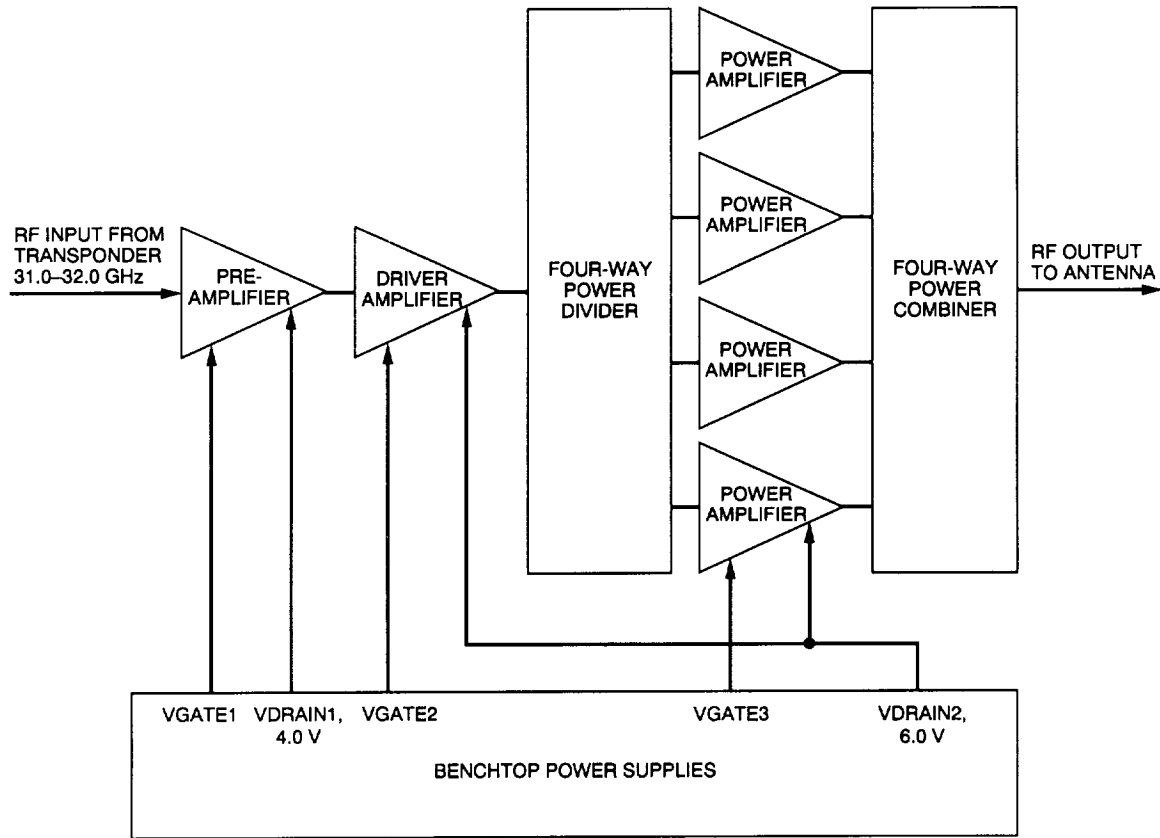 RF INPUT FROM
TRANSPONDER
31.0–32.0 GHz
PRE-
AMPLIFIER
DRIVER
AMPLIFIER
FOUR-WAY
POWER
DIVIDER
POWER
AMPLIFIER
POWER
AMPLIFIER
POWER
AMPLIFIER
POWER
AMPLIFIER
FOUR-WAY
POWER
COMBINER
RF OUTPUT
TO ANTENNA
VGATE1
VDRAIN1,
4.0 V
VGATE2
VGATE3
VDRAIN2,
6.0 V
BENCHTOP POWER SUPPLIES